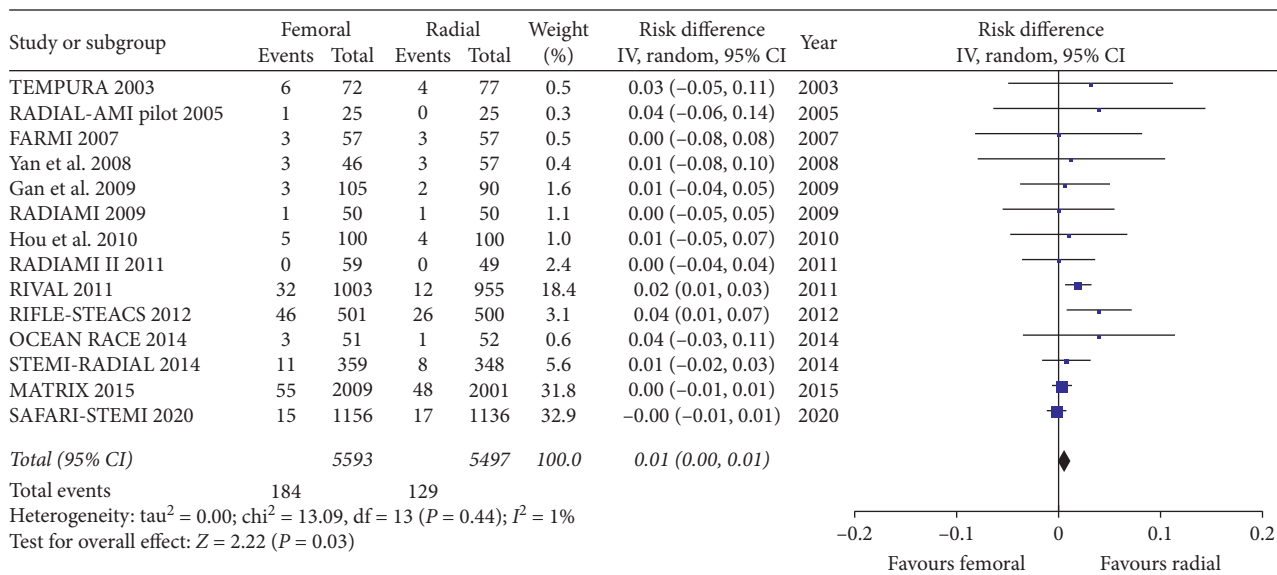 Study or subgroup Femoral Radial Weight Risk difference Year Risk difference
Events Total Events Total (%) IV, random, 95% CI IV, random, 95% CI
TEMPURA 2003 6 72 4 77 0.5 0.03 (–0.05, 0.11) 2003
RADIAL-AMI pilot 2005 1 25 0 25 0.3 0.04 (–0.06, 0.14) 2005
FARMI 2007 3 57 3 57 0.5 0.00 (–0.08, 0.08) 2007
Yan et al. 2008 3 46 3 57 0.4 0.01 (–0.08, 0.10) 2008
Gan et al. 2009 3 105 2 90 1.6 0.01 (–0.04, 0.05) 2009
RADIAMI 2009 1 50 1 50 1.1 0.00 (–0.05, 0.05) 2009
Hou et al. 2010 5 100 4 100 1.0 0.01 (–0.05, 0.07) 2010
RADIAMI II 2011 0 59 0 49 2.4 0.00 (–0.04, 0.04) 2011
RIVAL 2011 32 1003 12 955 18.4 0.02 (0.01, 0.03) 2011
RIFLE-STEACS 2012 46 501 26 500 3.1 0.04 (0.01, 0.07) 2012
OCEAN RACE 2014 3 51 1 52 0.6 0.04 (–0.03, 0.11) 2014
STEMI-RADIAL 2014 11 359 8 348 5.6 0.01 (–0.02, 0.03) 2014
MATRIX 2015 55 2009 48 2001 31.8 0.00 (–0.01, 0.01) 2015
SAFARI-STEMI 2020 15 1156 17 1136 32.9 –0.00 (–0.01, 0.01) 2020
Total (95% CI) 5593 5497 100.0 0.01 (0.00, 0.01)
Total events 184 129
Heterogeneity: tau² = 0.00; chi² = 13.09, df = 13 (P = 0.44); I² = 1%
Test for overall effect: Z = 2.22 (P = 0.03)
–0.2 –0.1 0 0.1 0.2
Favours femoral Favours radial